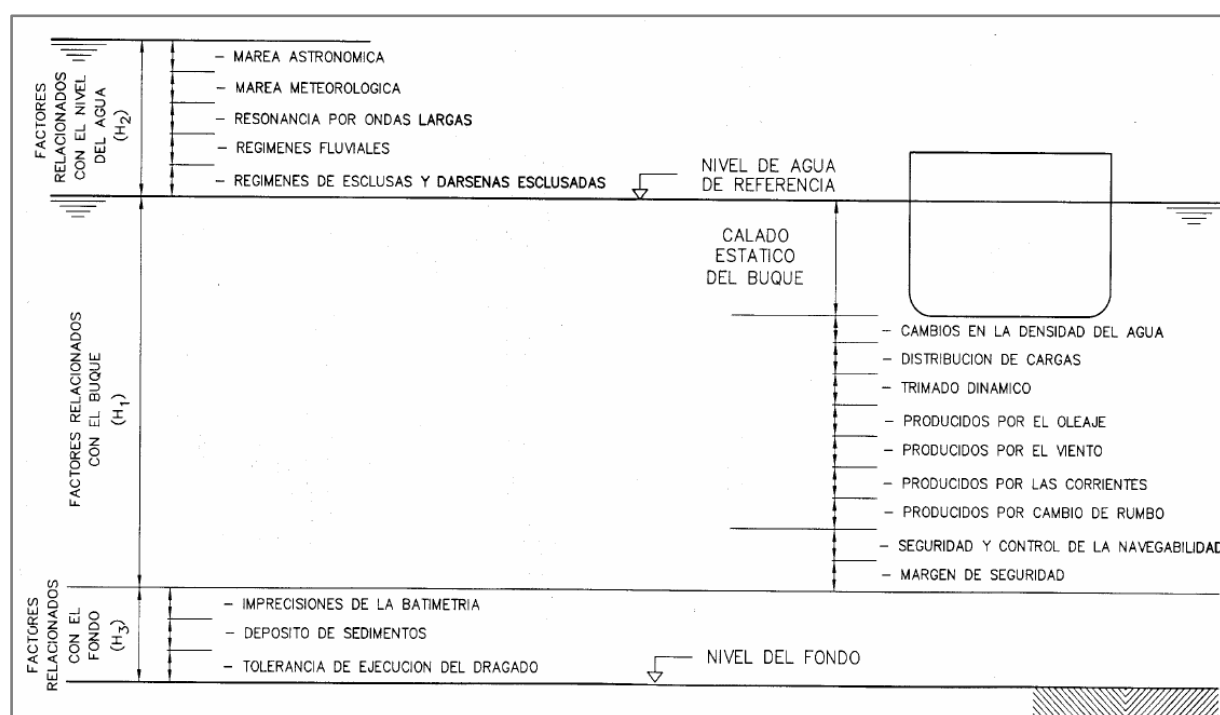 FACTORES
RELACIONADOS
CON EL NIVEL
DEL AGUA
(H2)
- MAREA ASTRONOMICA
- MAREA METEOROLOGICA
- RESONANCIA POR ONDAS LARGAS
- REGIMENES FLUVIALES
- REGIMENES DE ESCLUSAS Y DARSENAS ESCLUSADAS
NIVEL DE AGUA
DE REFERENCIA
FACTORES RELACIONADOS
CON EL BUQUE
(H1)
CALADO
ESTATICO
DEL BUQUE
- CAMBIOS EN LA DENSIDAD DEL AGUA
- DISTRIBUCION DE CARGAS
- TRIMADO DINAMICO
- PRODUCIDOS POR EL OLEAJE
- PRODUCIDOS POR EL VIENTO
- PRODUCIDOS POR LAS CORRIENTES
- PRODUCIDOS POR CAMBIO DE RUMBO
- SEGURIDAD Y CONTROL DE LA NAVEGABILIDAD
- MARGEN DE SEGURIDAD
FACTORES
RELACIONADOS
CON EL
FONDO
(H3)
- IMPRECISIONES DE LA BATIMETRIA
- DEPOSITO DE SEDIMENTOS
- TOLERANCIA DE EJECUCION DEL DRAGADO
NIVEL DEL FONDO